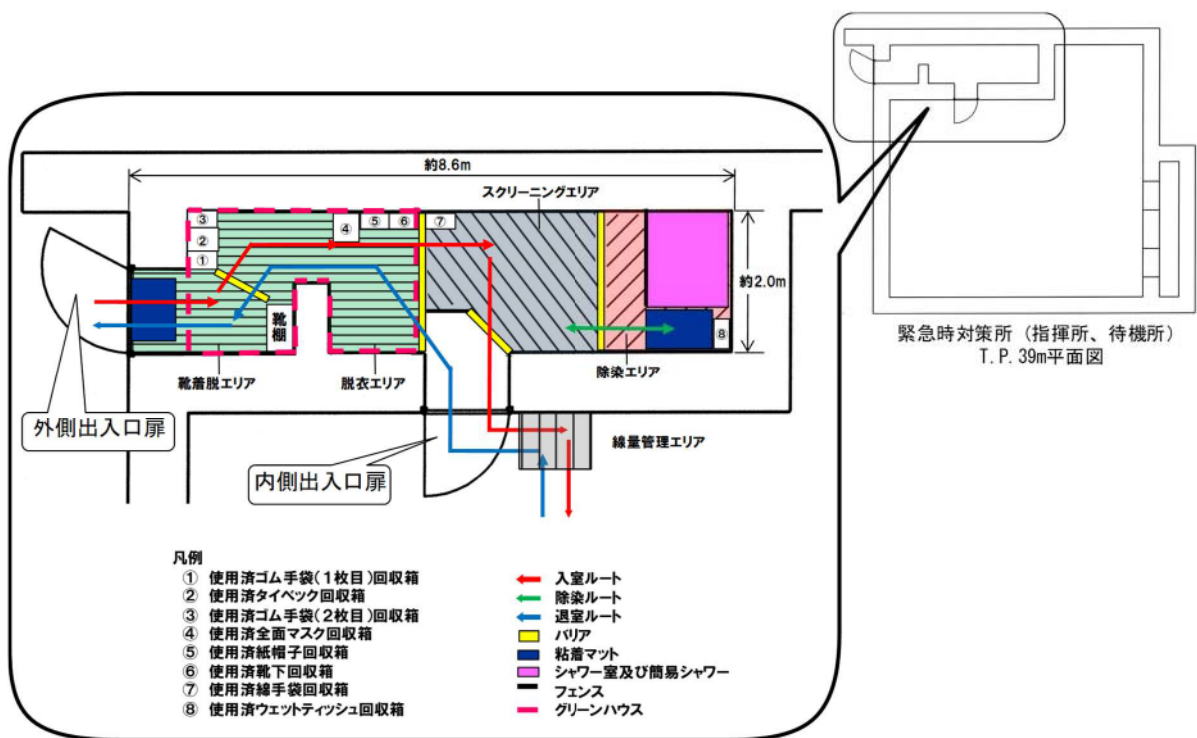 緊急時対策所（指揮所、待機所）
T.P.39m平面図
約8.6m
スクリーニングエリア
③
②
①
④
⑤
⑥
⑦
約2.0m
靴棚
⑧
靴着脱エリア
脱衣エリア
除染エリア
外側出入口扉
内側出入口扉
線量管理エリア
凡例
① 使用済ゴム手袋（1枚目）回収箱
② 使用済タイベック回収箱
③ 使用済ゴム手袋（2枚目）回収箱
④ 使用済全面マスク回収箱
⑤ 使用済紙帽子回収箱
⑥ 使用済靴下回収箱
⑦ 使用済綿手袋回収箱
⑧ 使用済ウェットティッシュ回収箱
入室ルート
除染ルート
退室ルート
バリア
粘着マット
シャワー室及び簡易シャワー
フェンス
グリーンハウス